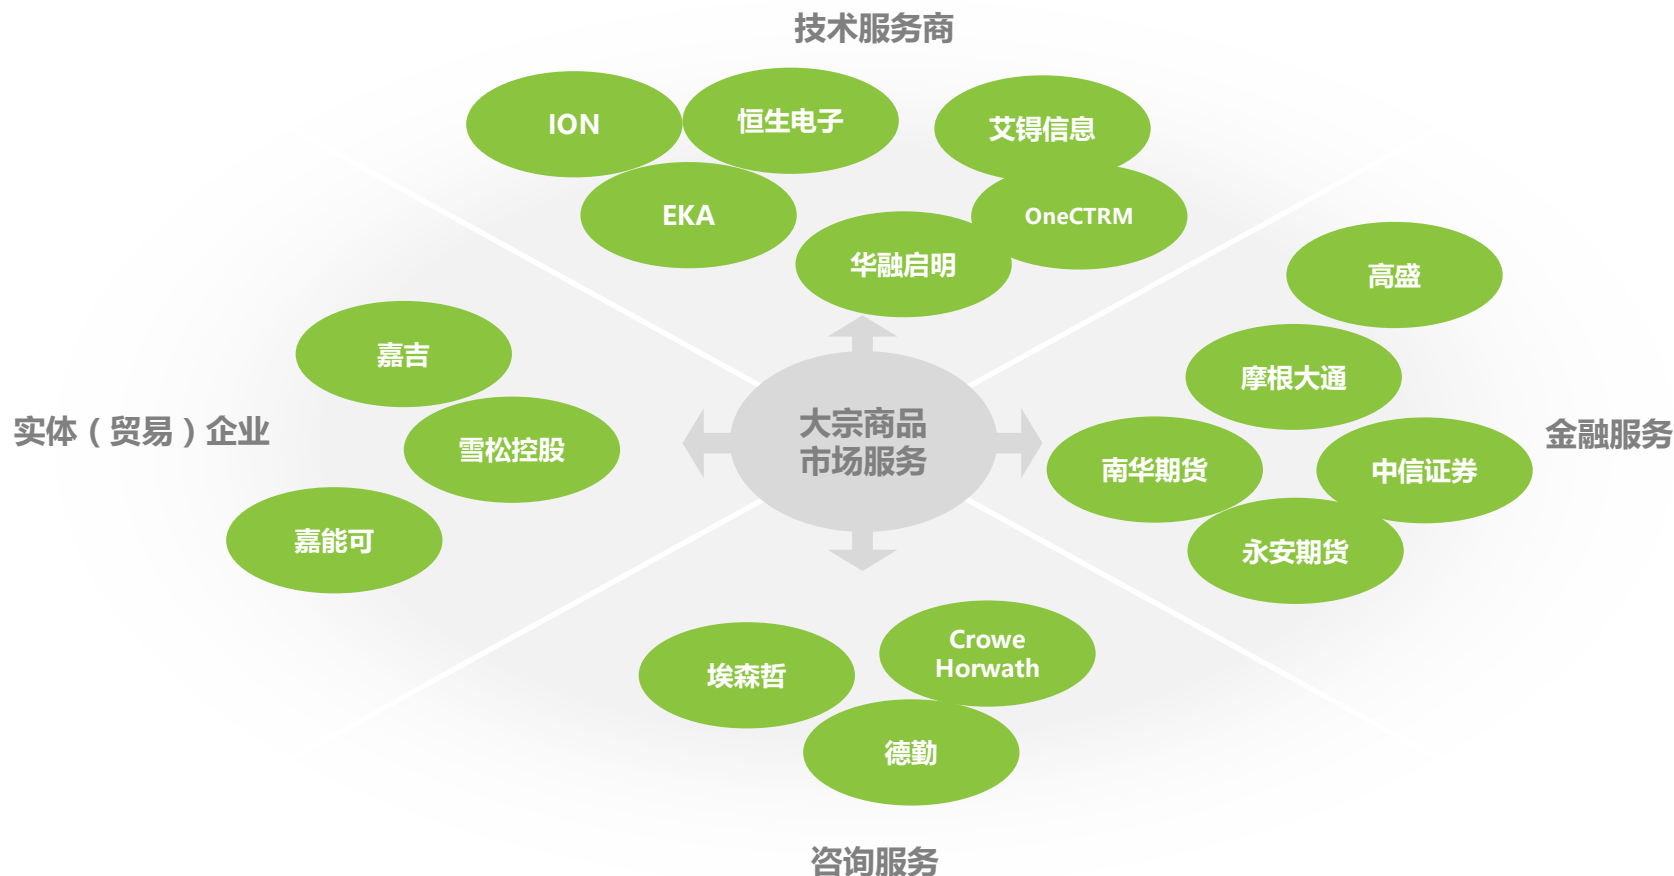 技术服务商
ION
恒生电子
艾锝信息
EKA
OneCTRM
华融启明
高盛
摩根大通
南华期货
中信证券
永安期货
金融服务
嘉吉
雪松控股
嘉能可
实体（贸易）企业
大宗商品
市场服务
埃森哲
Crowe
Horwath
德勤
咨询服务